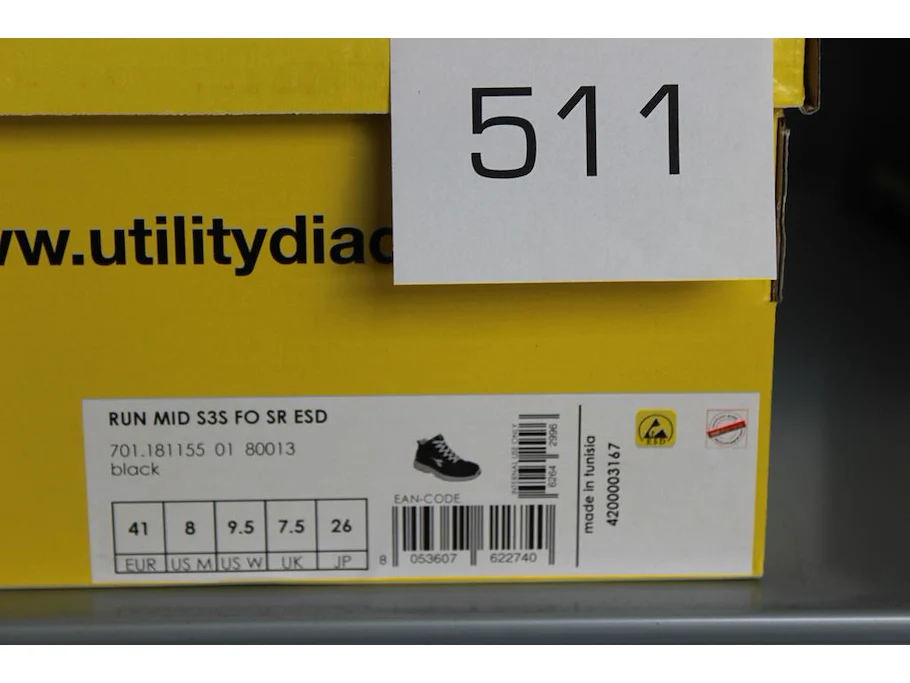 511
ww.utilitydiad
RUN MID S3S FO SR ESD
701.181155 01 80013
black
41 8 9.5 7.5 26
EUR US M US W UK JP
EAN-CODE
8 053607 622740
INTERNAL USE ONLY
6264 2996
made in tunisia
4200003167
ESD